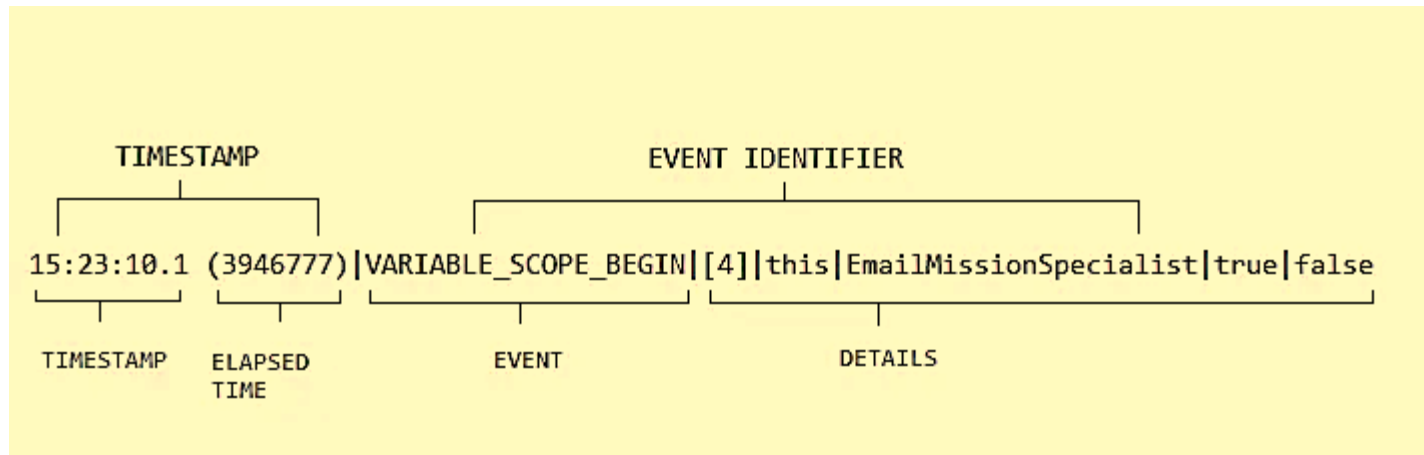 TIMESTAMP EVENT IDENTIFIER
15:23:10.1 (3946777)|VARIABLE_SCOPE_BEGIN|[4]|this|EmailMissionSpecialist|true|false
TIMESTAMP ELAPSED EVENT DETAILS
TIME